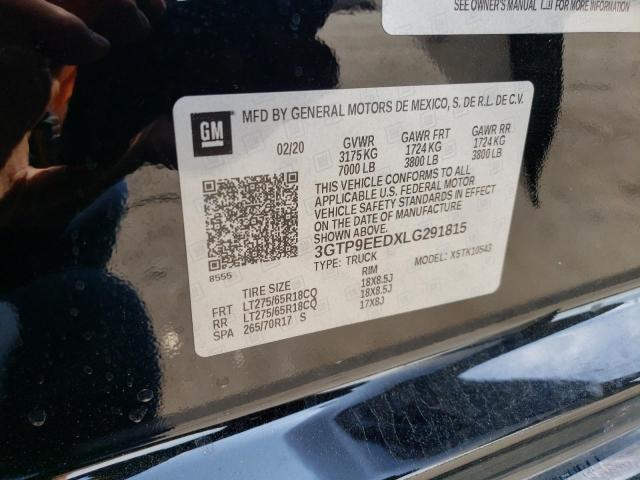 SEE OWNER'S MANUAL FOR MORE INFORMATION
GM
MFD BY GENERAL MOTORS DE MEXICO, S. DE R.L. DE C.V.
02/20 GVWR GAWR FRT GAWR RR
3175 KG 1724 KG 1724 KG
7000 LB 3800 LB 3800 LB
THIS VEHICLE CONFORMS TO ALL
APPLICABLE U.S. FEDERAL MOTOR
VEHICLE SAFETY STANDARDS IN EFFECT
ON THE DATE OF MANUFACTURE SHOWN ABOVE.
3GTP9EEDXLG291815
TYPE: TRUCK MODEL: X5TK10543
8555
TIRE SIZE RIM
FRT LT275/65R18CQ 18X8.5J
RR LT275/65R18CQ 18X8.5J
SPA 265/70R17 S 17X8J